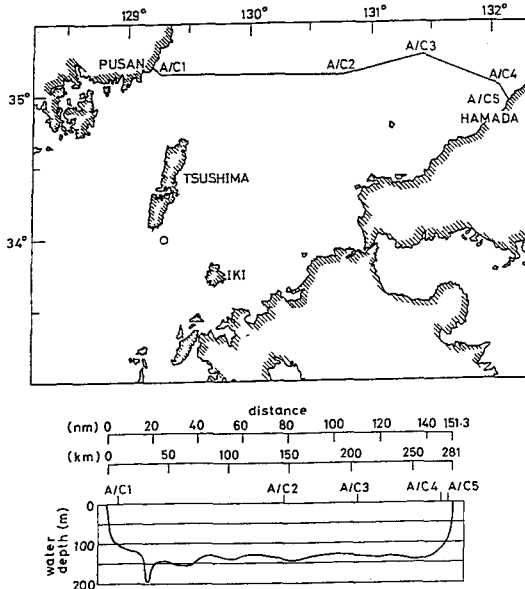 129° 130° 131° 132°
PUSAN A/C1 A/C2 A/C3 A/C4
35° A/C5
HAMADA
TSUSHIMA
34°
IKI
distance
(nm) 0 20 40 60 80 100 120 140 151·3
(km) 0 50 100 150 200 250 281
A/C1 A/C2 A/C3 A/C4 A/C5
water depth (m)
0
100
200